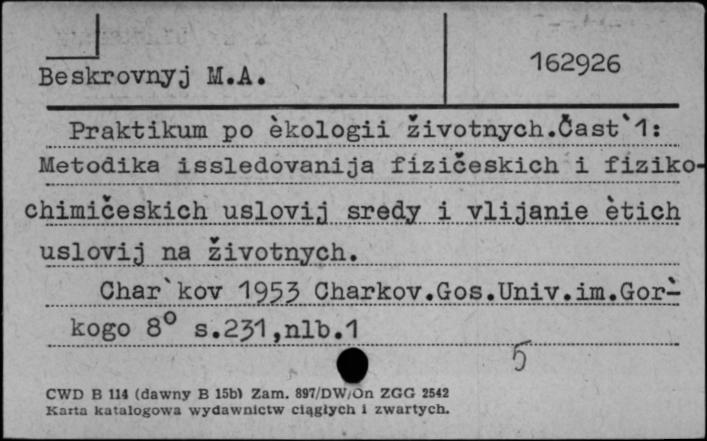 Beskrovnyj M.A.
162926
Praktikum po èkologii životnych.Čast`1:
Metodika issledovanija fizičeskich i fiziko-
chimičeskich uslovij sredy i vlijanie ètich
uslovij na životnych.
Char`kov 1953 Charkov.Gos.Univ.im.Gor`-
kogo 8° s.231,nlb.1
5
CWD B 114 (dawny B 15b) Zam. 897/DW/On ZGG 2542
Karta katalogowa wydawnictw ciągłych i zwartych.